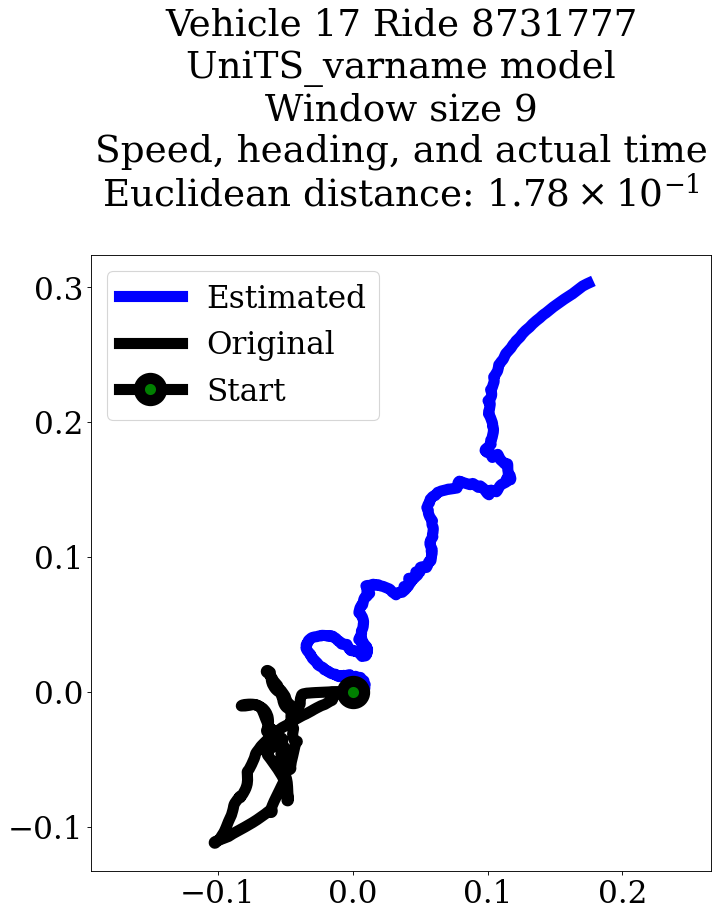 Vehicle 17 Ride 8731777
UniTS_varname model
Window size 9
Speed, heading, and actual time
Euclidean distance: 1.78 × 10⁻¹
Estimated
Original
Start
0.3
0.2
0.1
0.0
−0.1
−0.1 0.0 0.1 0.2